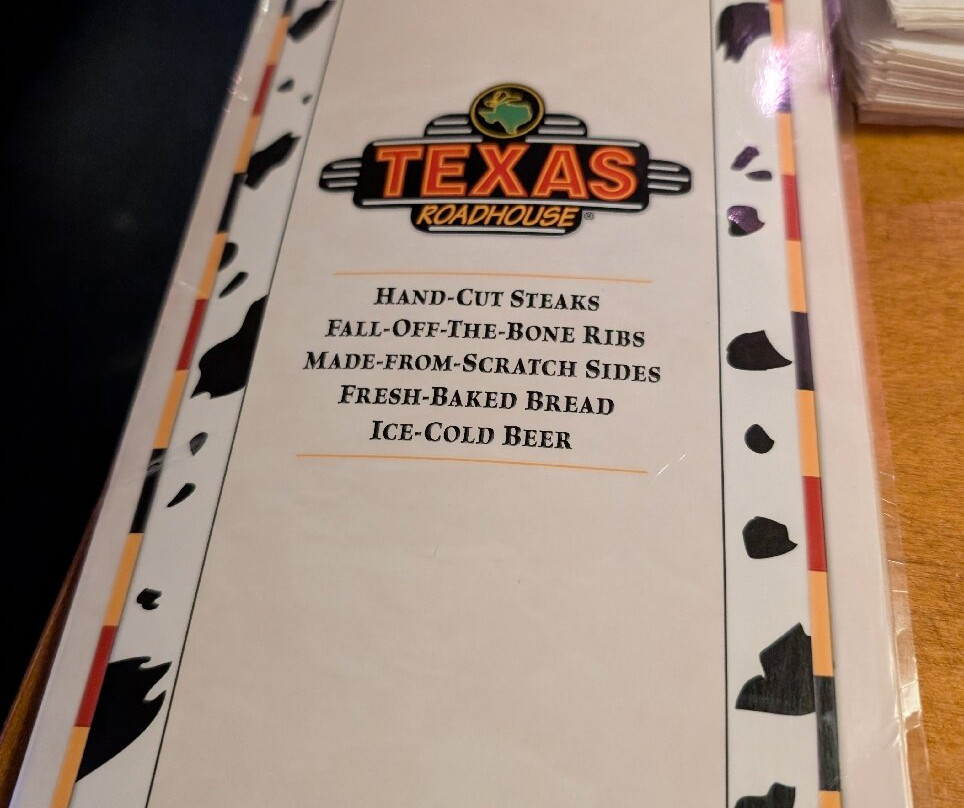 TEXAS
ROADHOUSE®
HAND-CUT STEAKS
FALL-OFF-THE-BONE RIBS
MADE-FROM-SCRATCH SIDES
FRESH-BAKED BREAD
ICE-COLD BEER